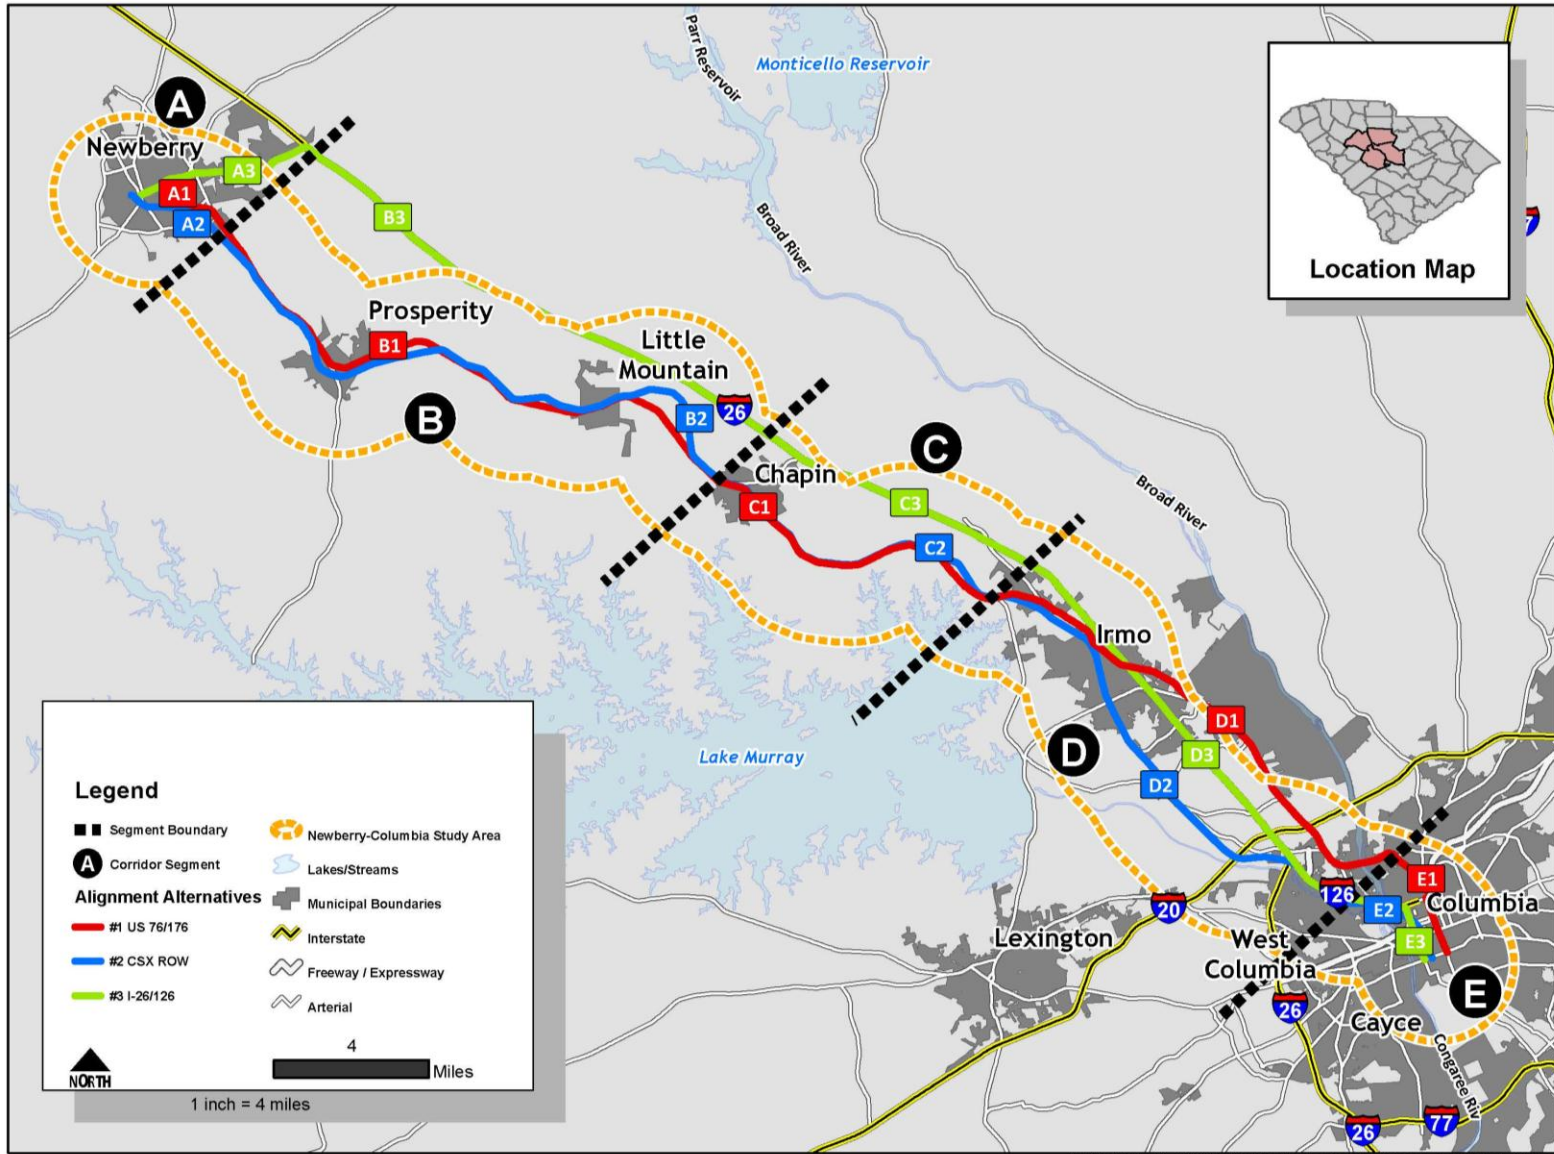 Parr Reservoir
Monticello Reservoir
A
Newberry
A3
A1
A2
B3
Broad River
7
Location Map
Prosperity
B1
Little
Mountain
B2
26
B
C
Chapin
C1
C3
C2
Broad River
Irmo
D1
D
D3
D2
Lake Murray
126
E1
E2
Columbia
20
E3
Lexington
West
Columbia
E
26
Cayce
Congaree Riv
26
77
Legend
Segment Boundary
A
Corridor Segment
Alignment Alternatives
#1 US 76/176
#2 CSX ROW
#3 I-26/126
Newberry-Columbia Study Area
Lakes/Streams
Municipal Boundaries
Interstate
Freeway / Expressway
Arterial
NORTH
4
Miles
1 inch = 4 miles